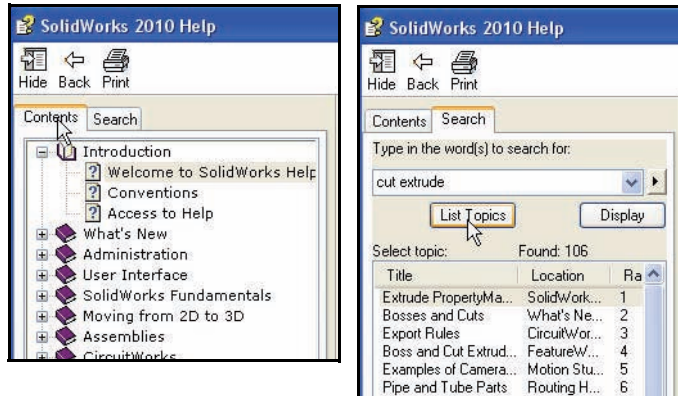 SolidWorks 2010 Help
Hide Back Print
Contents Search
Introduction
Welcome to SolidWorks Help
Conventions
Access to Help
What's New
Administration
User Interface
SolidWorks Fundamentals
Moving from 2D to 3D
Assemblies
CircuitWorks
SolidWorks 2010 Help
Hide Back Print
Contents Search
Type in the word(s) to search for:
cut extrude
List Topics Display
Select topic: Found: 106
Title Location Ra
Extrude PropertyMa... SolidWork... 1
Bosses and Cuts What's Ne... 2
Export Rules CircuitWor... 3
Boss and Cut Extrud... FeatureW... 4
Examples of Camera... Motion Stu... 5
Pipe and Tube Parts Routing H... 6